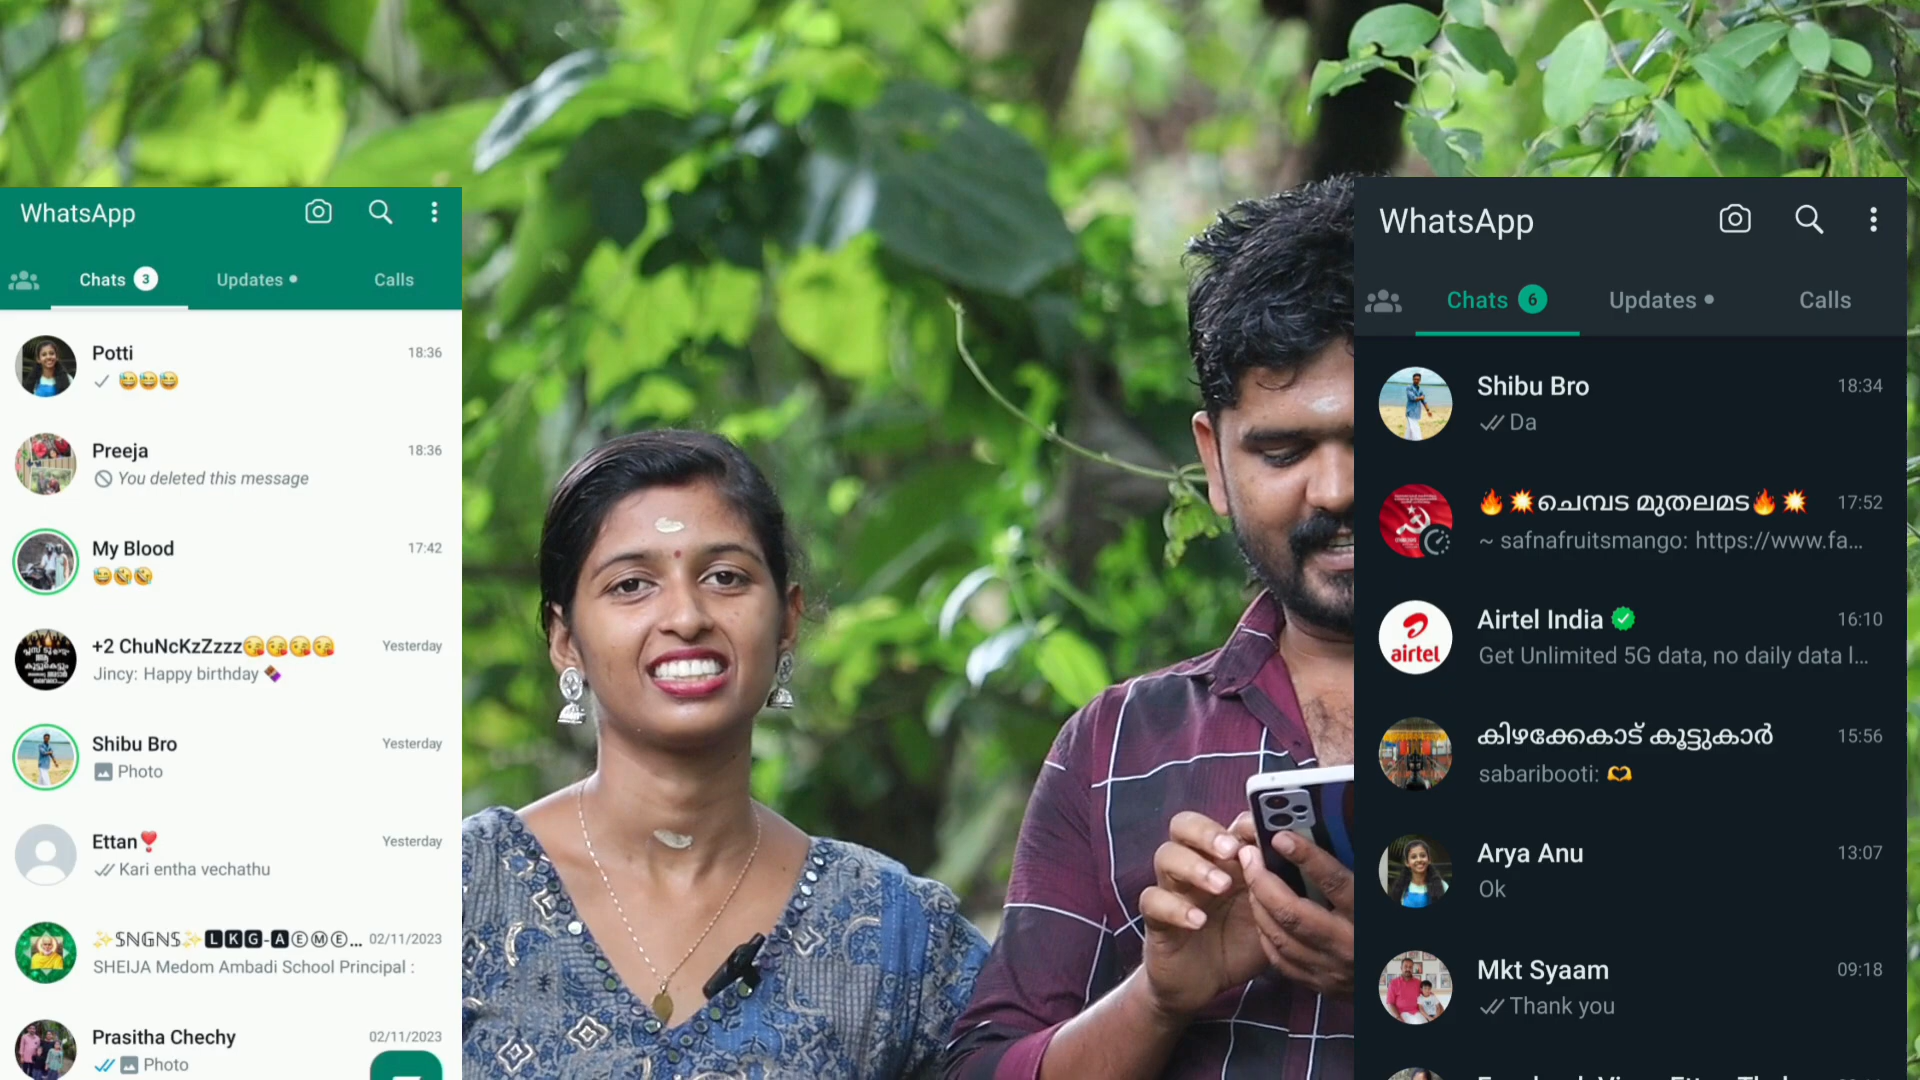 WhatsApp
Chats 3
Updates
Calls
Potti
18:36
😅😅😅
Preeja
18:36
You deleted this message
My Blood
17:42
😅🤣🤣
+2 ChuNcKzZzzz😘😘😘😘
Yesterday
Jincy: Happy birthday 🍫
Shibu Bro
Yesterday
Photo
Ettan❣️
Yesterday
Kari entha vechathu
✨𝕊ℕ𝔾ℕ𝕊✨🅻🅺🅶-🅰ⒺⓂⒺ...
02/11/2023
SHEIJA Medom Ambadi School Principal :
Prasitha Chechy
02/11/2023
Photo
WhatsApp
Chats 6
Updates
Calls
Shibu Bro
18:34
Da
🔥💥ചെമ്പട മുതലമട🔥💥
17:52
~ safnafruitsmango: https://www.fa...
Airtel India
16:10
airtel
Get Unlimited 5G data, no daily data l...
കിഴക്കേകാട് കൂട്ടുകാർ
15:56
sabaribooti: 🫶
Arya Anu
13:07
Ok
Mkt Syaam
09:18
Thank you